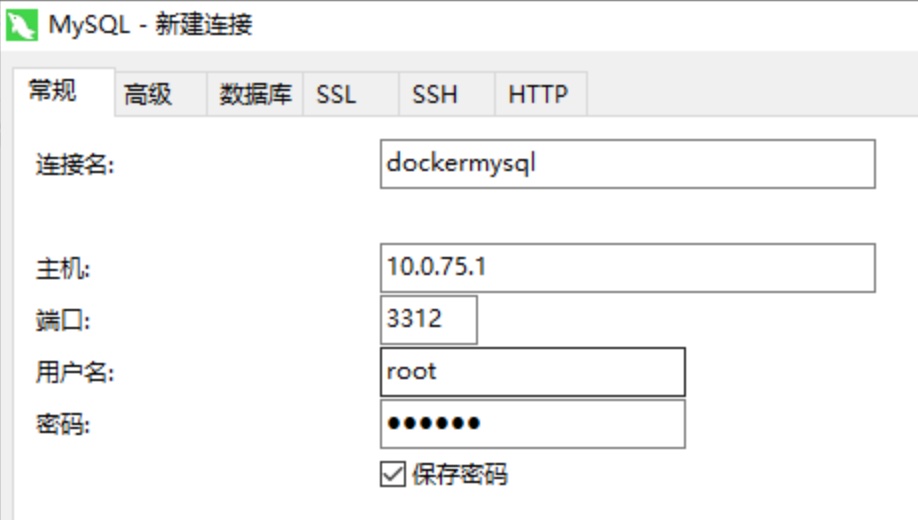 MySQL - 新建连接
常规 高级 数据库 SSL SSH HTTP
连接名: dockermysql
主机: 10.0.75.1
端口: 3312
用户名: root
密码: ●●●●●●
保存密码